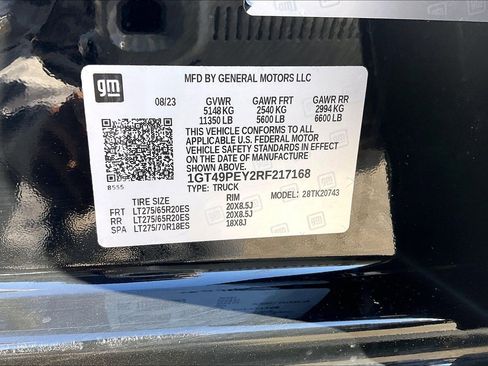 gm
MFD BY GENERAL MOTORS LLC
08/23 GVWR GAWR FRT GAWR RR
5148 KG 2540 KG 2994 KG
11350 LB 5600 LB 6600 LB
THIS VEHICLE CONFORMS TO ALL
APPLICABLE U.S. FEDERAL MOTOR
VEHICLE SAFETY STANDARDS IN EFFECT
ON THE DATE OF MANUFACTURE
SHOWN ABOVE.
1GT49PEY2RF217168
8555 TYPE: TRUCK
TIRE SIZE RIM MODEL: 28TK20743
FRT LT275/65R20ES 20X8.5J
RR LT275/65R20ES 20X8.5J
SPA LT275/70R18ES 18X8J